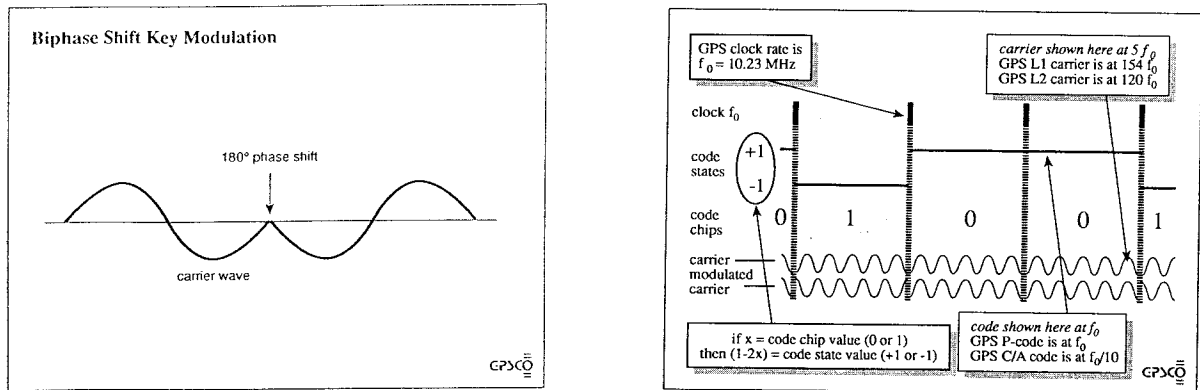 Biphase Shift Key Modulation
180° phase shift
carrier wave
GPSCO
GPS clock rate is
f 0 = 10.23 MHz
carrier shown here at 5 f0
GPS L1 carrier is at 154 f0
GPS L2 carrier is at 120 f0
clock f0
code
states
+1
-1
code
chips
0 1 0 0 1
carrier
modulated
carrier
if x = code chip value (0 or 1)
then (1-2x) = code state value (+1 or -1)
code shown here at f0
GPS P-code is at f0
GPS C/A code is at f0/10
GPSCO